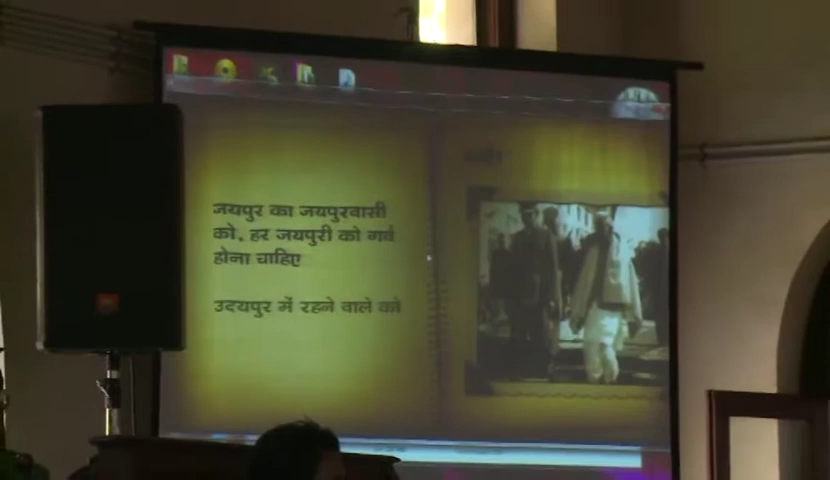 जयपुर का जयपुरवासी
को, हर जयपुरी को गर्व
होना चाहिए
उदयपुर में रहने वाले को